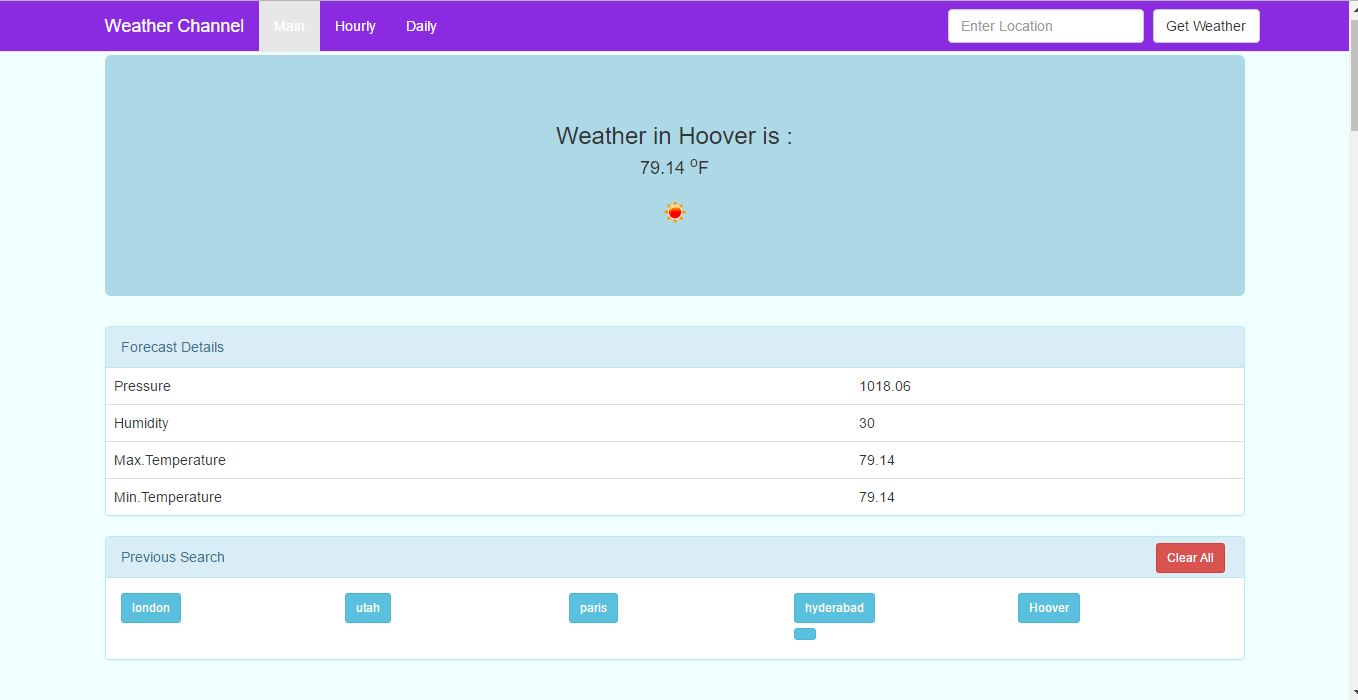 Weather Channel Main Hourly Daily Enter Location Get Weather
Weather in Hoover is :
79.14 ºF
Forecast Details
Pressure 1018.06
Humidity 30
Max.Temperature 79.14
Min.Temperature 79.14
Previous Search Clear All
london utah paris hyderabad Hoover